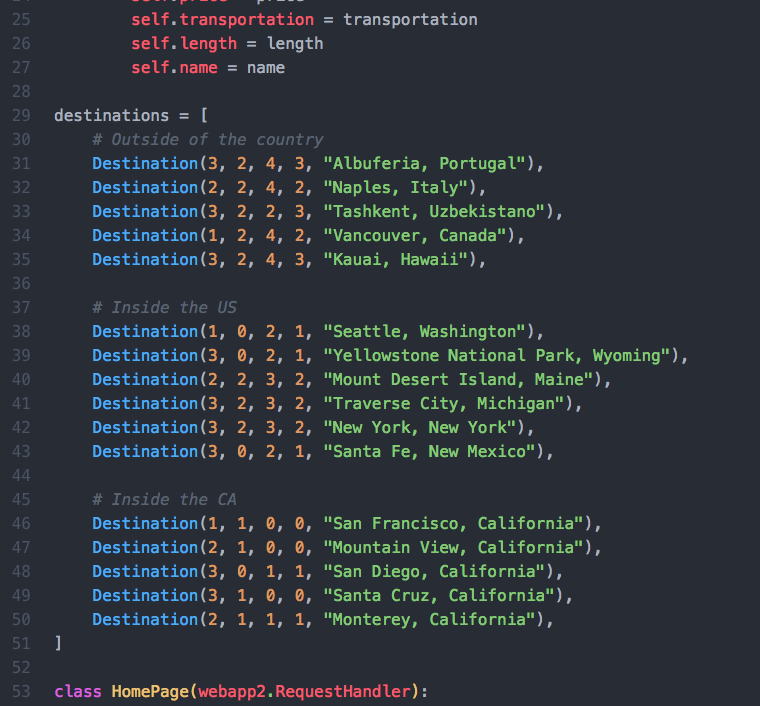 25 self.transportation = transportation
26 self.length = length
27 self.name = name
28
29 destinations = [
30 # Outside of the country
31 Destination(3, 2, 4, 3, "Albuferia, Portugal"),
32 Destination(2, 2, 4, 2, "Naples, Italy"),
33 Destination(3, 2, 2, 3, "Tashkent, Uzbekistano"),
34 Destination(1, 2, 4, 2, "Vancouver, Canada"),
35 Destination(3, 2, 4, 3, "Kauai, Hawaii"),
36
37 # Inside the US
38 Destination(1, 0, 2, 1, "Seattle, Washington"),
39 Destination(3, 0, 2, 1, "Yellowstone National Park, Wyoming"),
40 Destination(2, 2, 3, 2, "Mount Desert Island, Maine"),
41 Destination(3, 2, 3, 2, "Traverse City, Michigan"),
42 Destination(3, 2, 3, 2, "New York, New York"),
43 Destination(3, 0, 2, 1, "Santa Fe, New Mexico"),
44
45 # Inside the CA
46 Destination(1, 1, 0, 0, "San Francisco, California"),
47 Destination(2, 1, 0, 0, "Mountain View, California"),
48 Destination(3, 0, 1, 1, "San Diego, California"),
49 Destination(3, 1, 0, 0, "Santa Cruz, California"),
50 Destination(2, 1, 1, 1, "Monterey, California"),
51 ]
52
53 class HomePage(webapp2.RequestHandler):